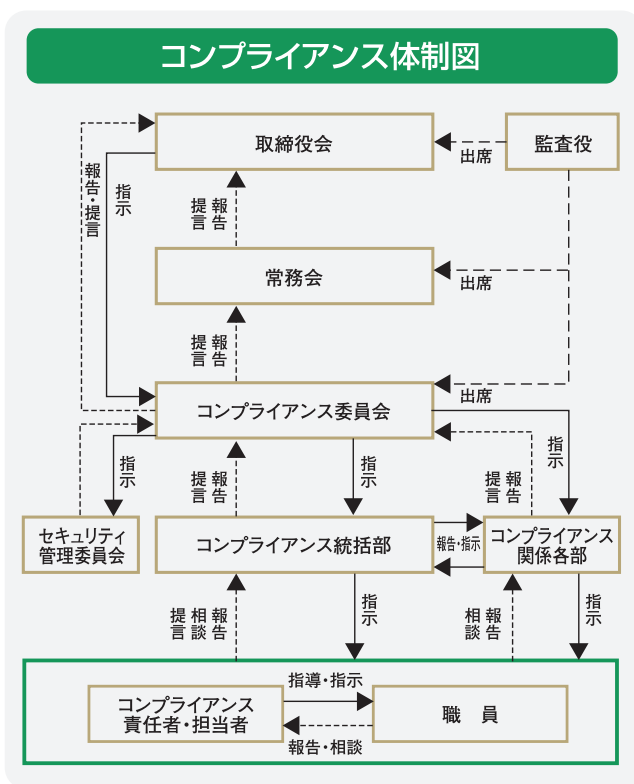 コンプライアンス体制図
取締役会
監査役
出席
報告・提言
指示
報告
提言
常務会
出席
報告
提言
コンプライアンス委員会
出席
指示
報告
提言
指示
報告
提言
指示
セキュリティ
管理委員会
コンプライアンス統括部
報告・指示
コンプライアンス
関係各部
報告
相談
提言
指示
報告
相談
指示
コンプライアンス
責任者・担当者
指導・指示
職　員
報告・相談